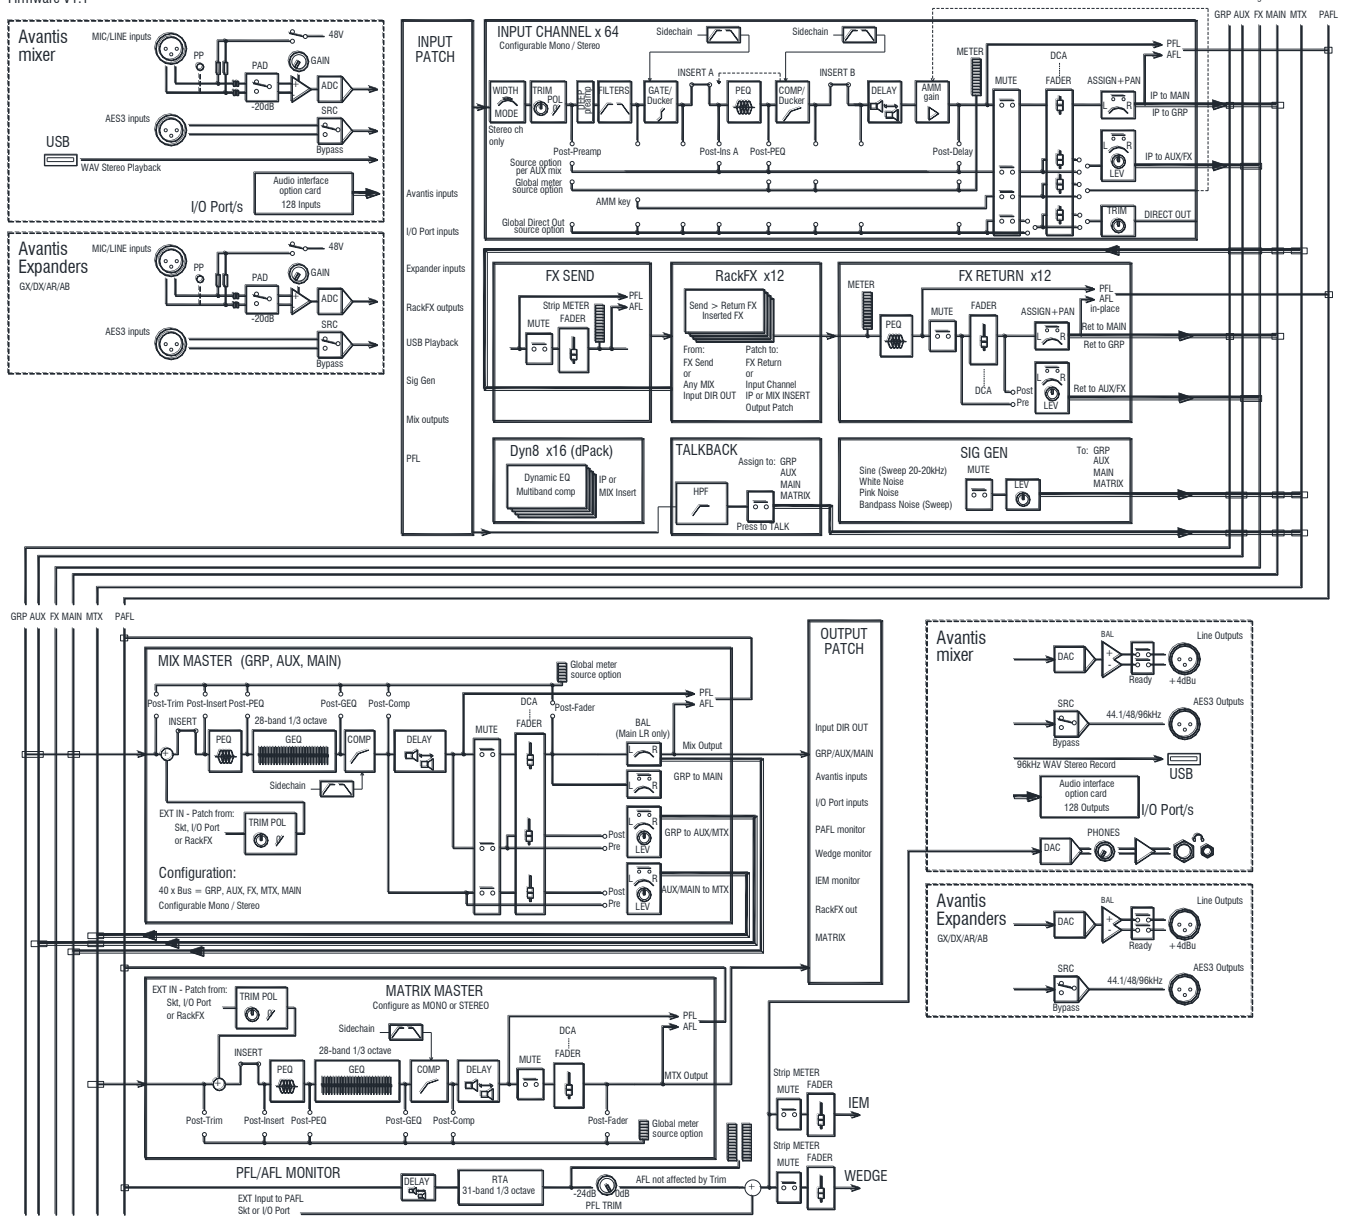 GRP AUX FX MAIN MTX PAFL
Avantis
mixer
MIC/LINE inputs
48V
PP
GAIN
PAD
-20dB
ADC
AES3 inputs
SRC
Bypass
USB
WAV Stereo Playback
Audio interface
option card
128 Inputs
I/O Port/s
Avantis
Expanders
GX/DX/AR/AB
MIC/LINE inputs
48V
PP
GAIN
PAD
-20dB
ADC
AES3 inputs
SRC
Bypass
INPUT
PATCH
Avantis inputs
I/O Port inputs
Expander inputs
RackFX outputs
USB Playback
Sig Gen
Mix outputs
PFL
INPUT CHANNEL x 64
Configurable Mono / Stereo
Sidechain
Sidechain
METER
PFL
AFL
DCA
INSERT A
INSERT B
MUTE
FADER
ASSIGN+PAN
WIDTH
MODE
Stereo ch
only
TRIM
POL
FILTERS
GATE/
Ducker
PEQ
COMP/
Ducker
DELAY
AMM
gain
L R
IP to MAIN
IP to GRP
Post-Preamp
Post-Ins A
Post-PEQ
Post-Delay
Source option
per AUX mix
Global meter
source option
AMM key
Global Direct Out
source option
L R
LEV
IP to AUX/FX
TRIM
DIRECT OUT
FX SEND
Strip METER
PFL
AFL
MUTE
FADER
RackFX x12
Send > Return FX
Inserted FX
From:
FX Send
or
Any MIX
Input DIR OUT
Patch to:
FX Return
or
Input Channel
IP or MIX INSERT
Output Patch
FX RETURN x12
METER
PFL
AFL
in-place
PEQ
MUTE
FADER
ASSIGN+PAN
L R
Ret to MAIN
Ret to GRP
DCA
Post
Pre
L R
LEV
Ret to AUX/FX
Dyn8 x16 (dPack)
Dynamic EQ
Multiband comp
IP or
MIX Insert
TALKBACK
Assign to: GRP
AUX
MAIN
MATRIX
HPF
Press to TALK
SIG GEN
Sine (Sweep 20-20kHz)
White Noise
Pink Noise
Bandpass Noise (Sweep)
MUTE
LEV
To: GRP
AUX
MAIN
MATRIX
GRP AUX FX MAIN MTX PAFL
MIX MASTER (GRP, AUX, MAIN)
Global meter
source option
PFL
AFL
Post-Trim
Post-Insert
Post-PEQ
Post-GEQ
Post-Comp
DCA
Post-Fader
INSERT
28-band 1/3 octave
MUTE
FADER
BAL
(Main LR only)
PEQ
GEQ
COMP
DELAY
L R
Mix Output
Sidechain
L R
GRP to MAIN
EXT IN - Patch from:
Skt, I/O Port
or RackFX
TRIM POL
Post
Pre
L R
LEV
GRP to AUX/MTX
Configuration:
40 x Bus = GRP, AUX, FX, MTX, MAIN
Configurable Mono / Stereo
Post
Pre
L R
LEV
AUX/MAIN to MTX
OUTPUT
PATCH
Input DIR OUT
GRP/AUX/MAIN
Avantis inputs
I/O Port inputs
PAFL monitor
Wedge monitor
IEM monitor
RackFX out
MATRIX
Avantis
mixer
BAL
Line Outputs
DAC
+
-
Ready
+4dBu
SRC
Bypass
44.1/48/96kHz
AES3 Outputs
96kHz WAV Stereo Record
USB
Audio interface
option card
128 Outputs
I/O Port/s
PHONES
DAC
Avantis
Expanders
GX/DX/AR/AB
BAL
Line Outputs
DAC
+
-
Ready
+4dBu
SRC
Bypass
44.1/48/96kHz
AES3 Outputs
MATRIX MASTER
Configure as MONO or STEREO
EXT IN - Patch from:
Skt, I/O Port
or RackFX
TRIM POL
Sidechain
PFL
AFL
DCA
INSERT
28-band 1/3 octave
MUTE
FADER
PEQ
GEQ
COMP
DELAY
MTX Output
Post-Trim
Post-Insert
Post-PEQ
Post-GEQ
Post-Comp
Post-Fader
Global meter
source option
Strip METER
MUTE
FADER
IEM
Strip METER
MUTE
FADER
WEDGE
PFL/AFL MONITOR
DELAY
RTA
31-band 1/3 octave
-24dB
0dB
PFL TRIM
AFL not affected by Trim
+
EXT Input to PAFL
Skt or I/O Port